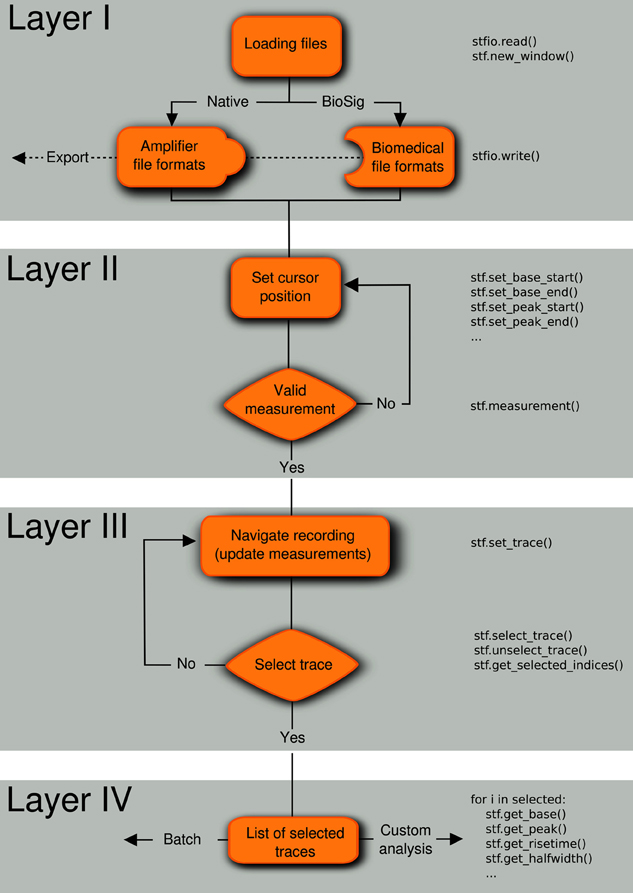 Layer I
Loading files
stfio.read()
stf.new_window()
Native
BioSig
Amplifier
file formats
Biomedical
file formats
Export
stfio.write()
Layer II
Set cursor
position
stf.set_base_start()
stf.set_base_end()
stf.set_peak_start()
stf.set_peak_end()
...
Valid
measurement
No
stf.measurement()
Yes
Layer III
Navigate recording
(update measurements)
stf.set_trace()
No
Select trace
stf.select_trace()
stf.unselect_trace()
stf.get_selected_indices()
Yes
Layer IV
Batch
List of selected
traces
Custom
analysis
for i in selected:
stf.get_base()
stf.get_peak()
stf.get_risetime()
stf.get_halfwidth()
...